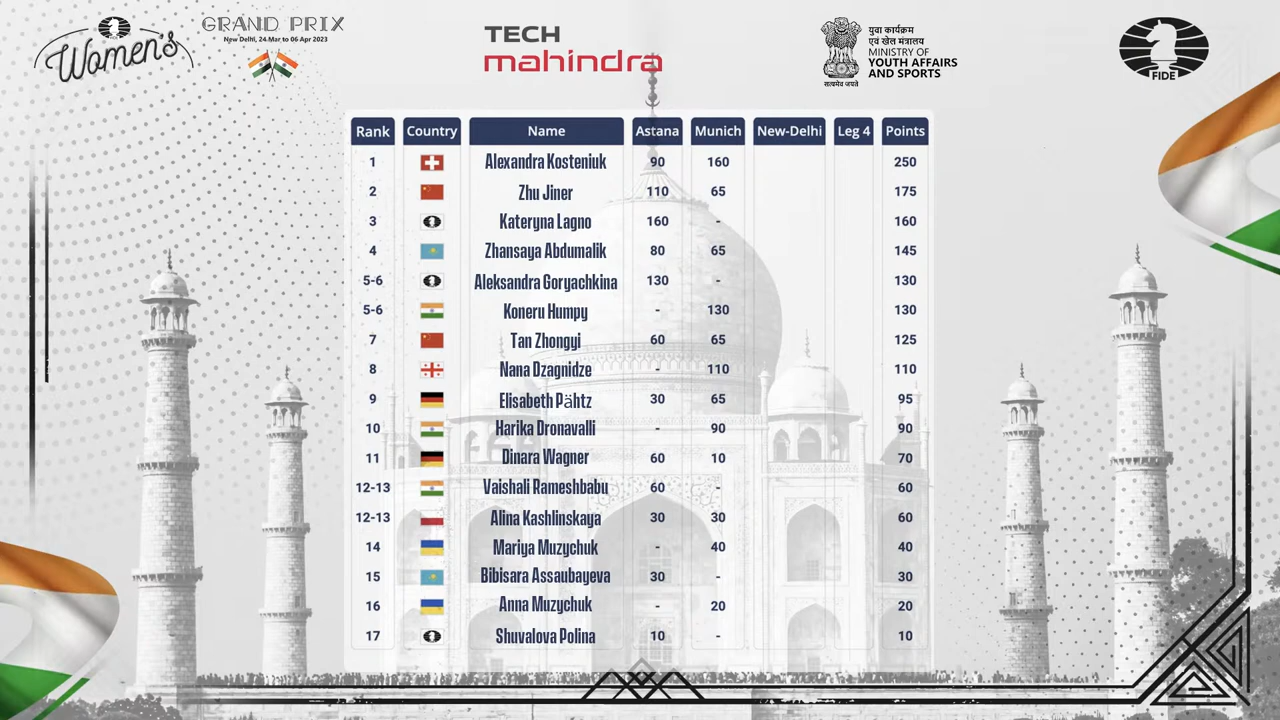 Women's
GRAND PRIX
New Delhi, 24 Mar to 06 Apr 2023
TECH
mahindra
सत्यमेव जयते
युवा कार्यक्रम
एवं खेल मंत्रालय
MINISTRY OF
YOUTH AFFAIRS
AND SPORTS
FIDE
Rank Country Name Astana Munich New-Delhi Leg 4 Points
1 Alexandra Kosteniuk 90 160 250
2 Zhu Jiner 110 65 175
3 Kateryna Lagno 160 - 160
4 Zhansaya Abdumalik 80 65 145
5-6 Aleksandra Goryachkina 130 - 130
5-6 Koneru Humpy - 130 130
7 Tan Zhongyi 60 65 125
8 Nana Dzagnidze - 110 110
9 Elisabeth Pähtz 30 65 95
10 Harika Dronavalli - 90 90
11 Dinara Wagner 60 10 70
12-13 Vaishali Rameshbabu 60 - 60
12-13 Alina Kashlinskaya 30 30 60
14 Mariya Muzychuk - 40 40
15 Bibisara Assaubayeva 30 - 30
16 Anna Muzychuk - 20 20
17 Shuvalova Polina 10 - 10